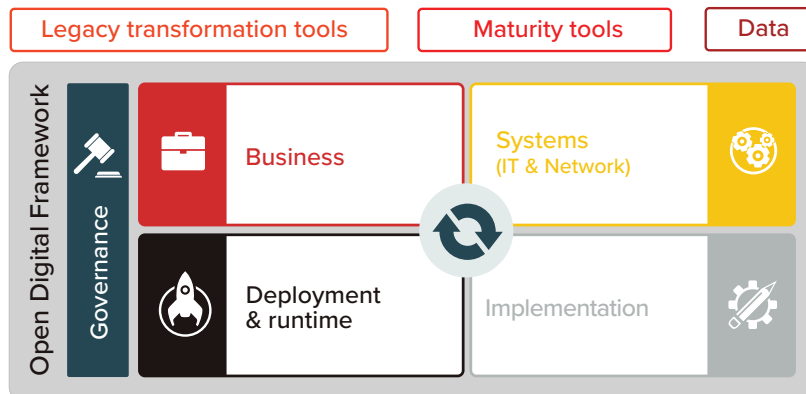 Legacy transformation tools
Maturity tools
Data
Open Digital Framework
Governance
Business
Systems
(IT & Network)
Deployment
& runtime
Implementation